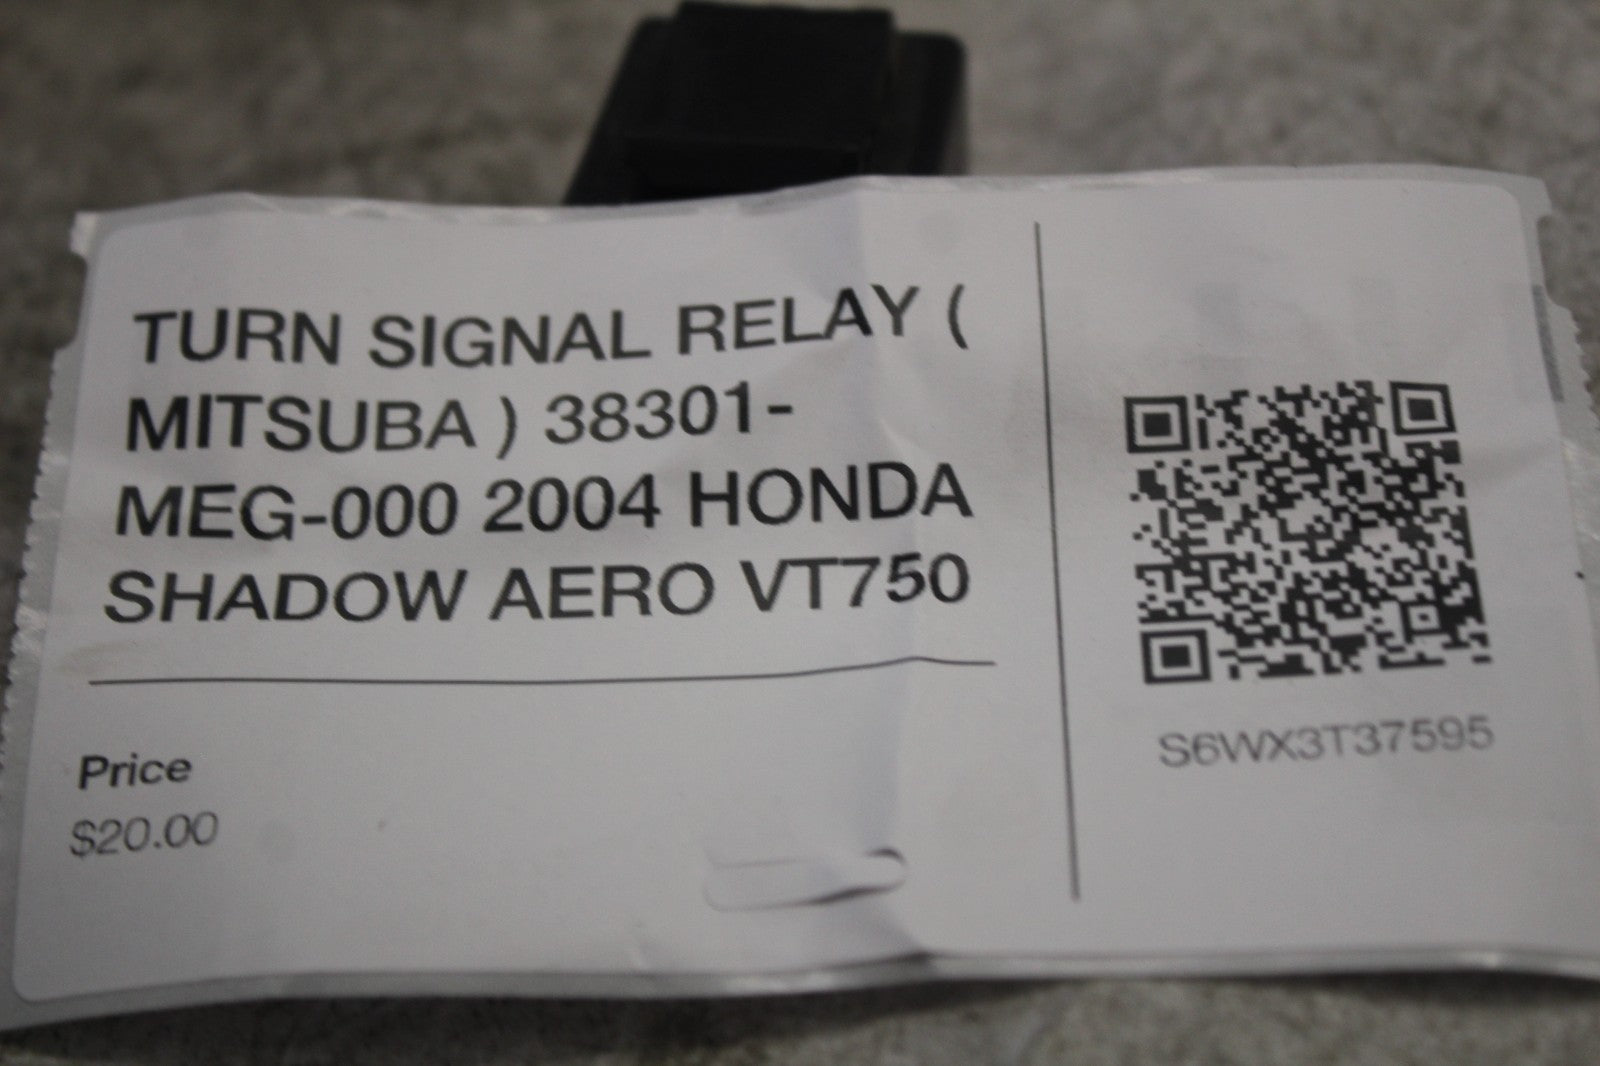 TURN SIGNAL RELAY (
MITSUBA ) 38301-
MEG-000 2004 HONDA
SHADOW AERO VT750
Price
$20.00
S6WX3T37595